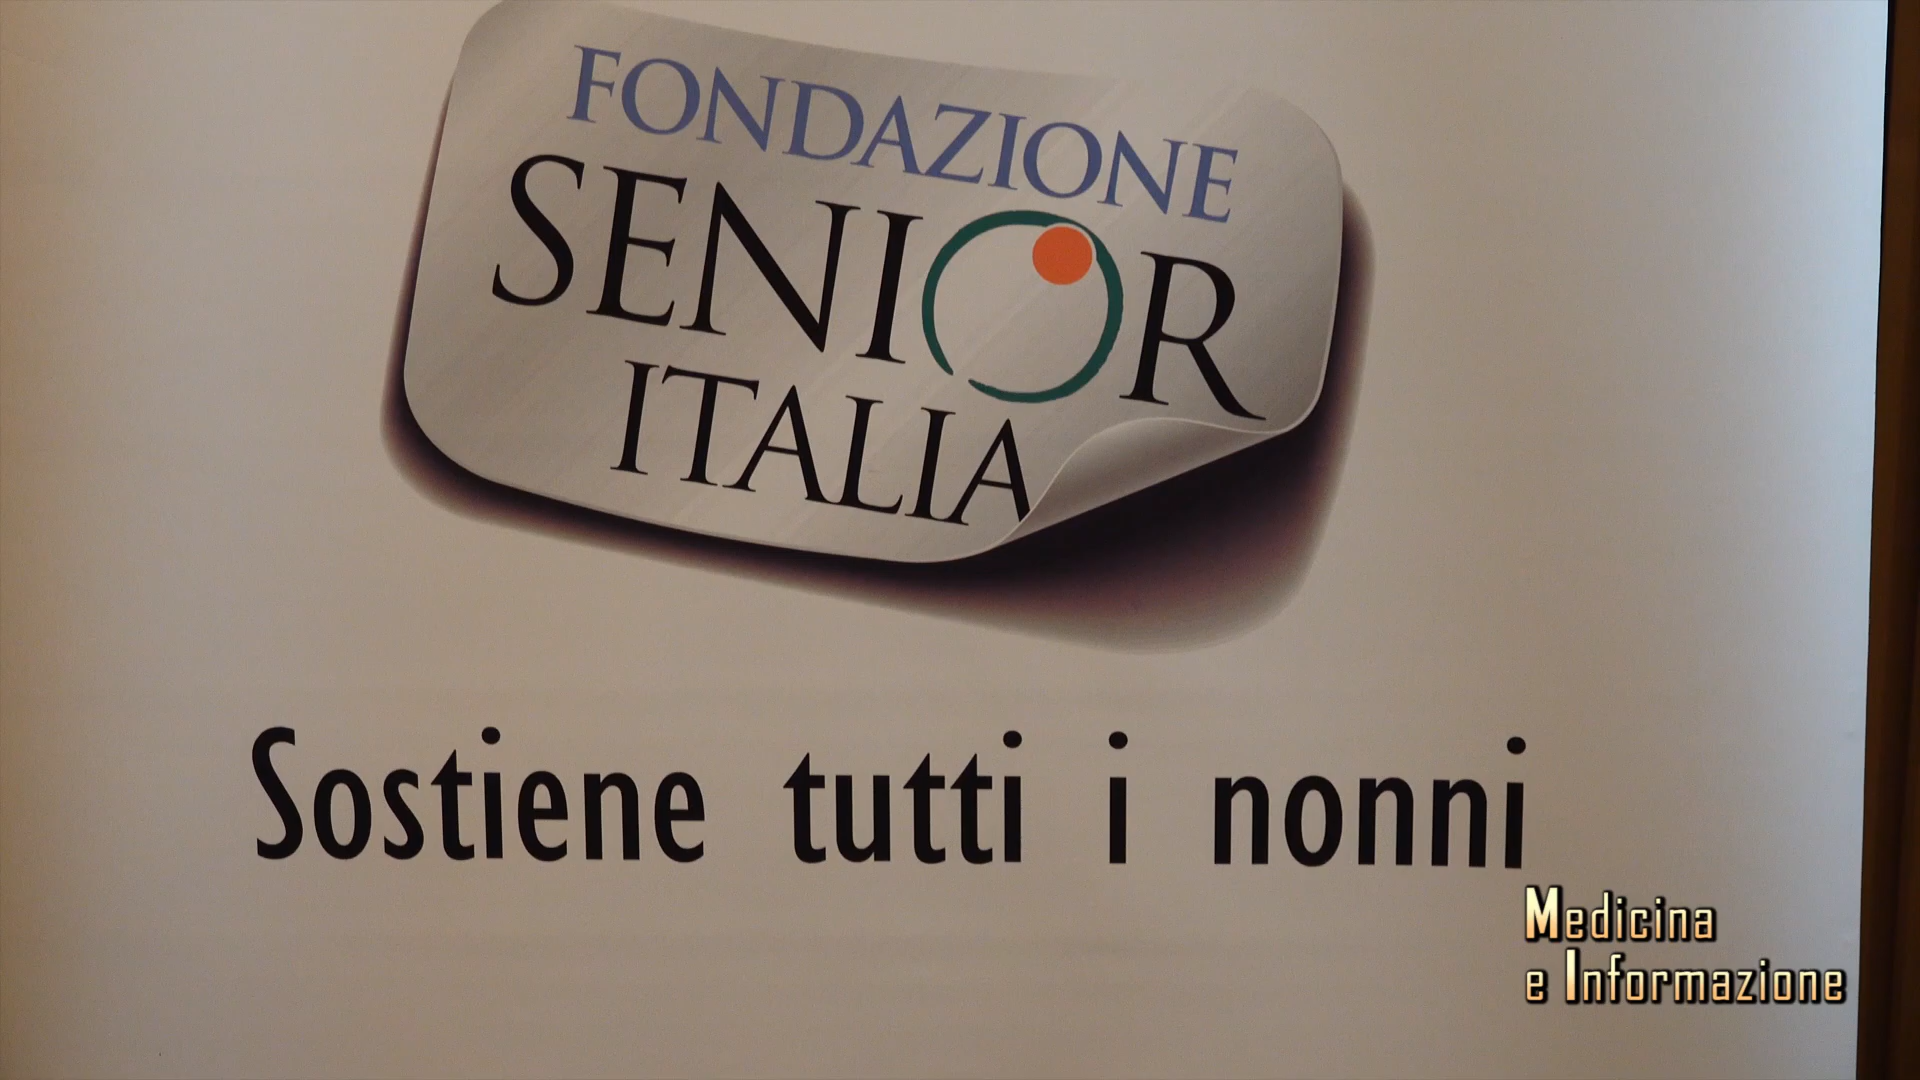 FONDAZIONE
SENIOR
ITALIA
Sostiene tutti i nonni
Medicina
e Informazione